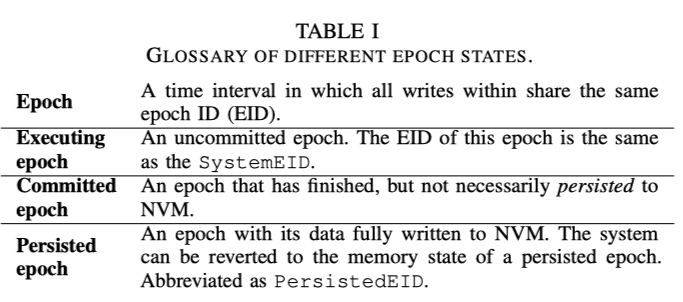 TABLE I
GLOSSARY OF DIFFERENT EPOCH STATES.
Epoch
A time interval in which all writes within share the same
epoch ID (EID).
Executing
epoch
An uncommitted epoch. The EID of this epoch is the same
as the SystemEID.
Committed
epoch
An epoch that has finished, but not necessarily persisted to
NVM.
Persisted
epoch
An epoch with its data fully written to NVM. The system
can be reverted to the memory state of a persisted epoch.
Abbreviated as PersistedEID.